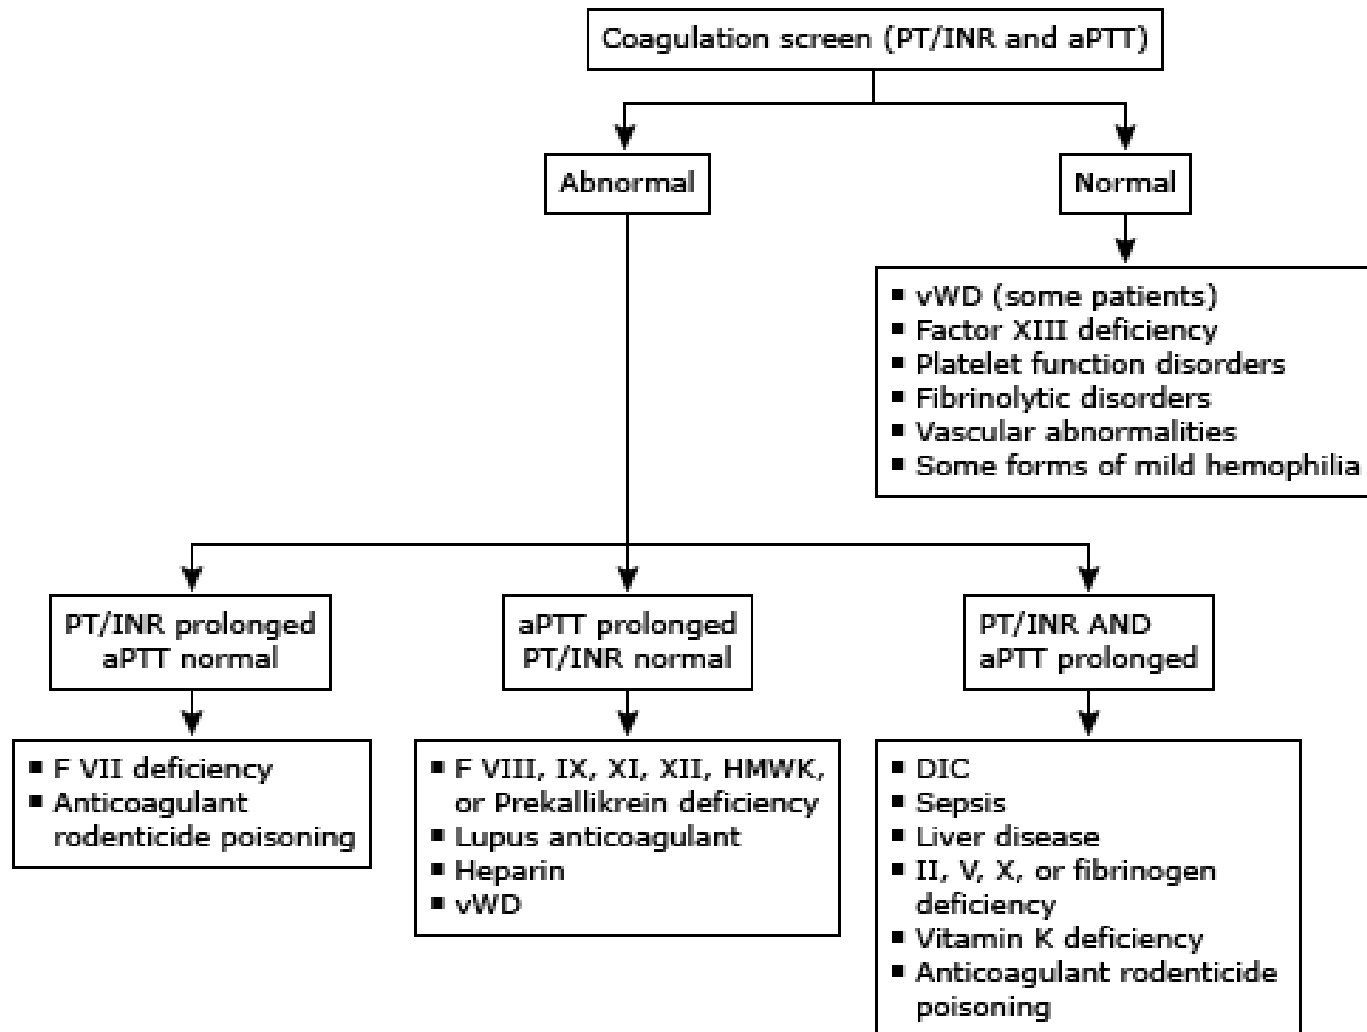 Coagulation screen (PT/INR and aPTT)
Abnormal
Normal
▪ vWD (some patients)
▪ Factor XIII deficiency
▪ Platelet function disorders
▪ Fibrinolytic disorders
▪ Vascular abnormalities
▪ Some forms of mild hemophilia
PT/INR prolonged
aPTT normal
aPTT prolonged
PT/INR normal
PT/INR AND
aPTT prolonged
▪ F VII deficiency
▪ Anticoagulant
rodenticide poisoning
▪ F VIII, IX, XI, XII, HMWK,
or Prekallikrein deficiency
▪ Lupus anticoagulant
▪ Heparin
▪ vWD
▪ DIC
▪ Sepsis
▪ Liver disease
▪ II, V, X, or fibrinogen
deficiency
▪ Vitamin K deficiency
▪ Anticoagulant rodenticide
poisoning